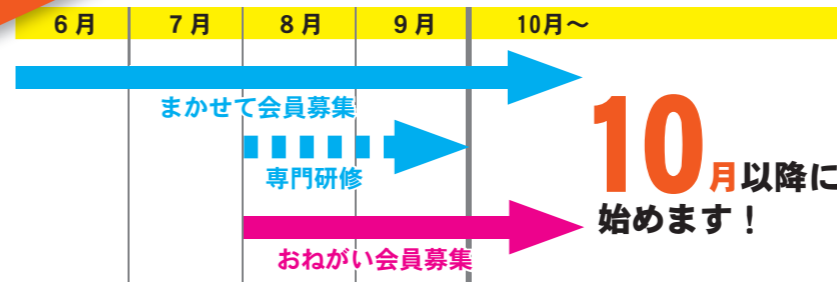 6月 7月 8月 9月 10月～
まかせて会員募集
専門研修
おねがい会員募集
10月以降に
始めます！